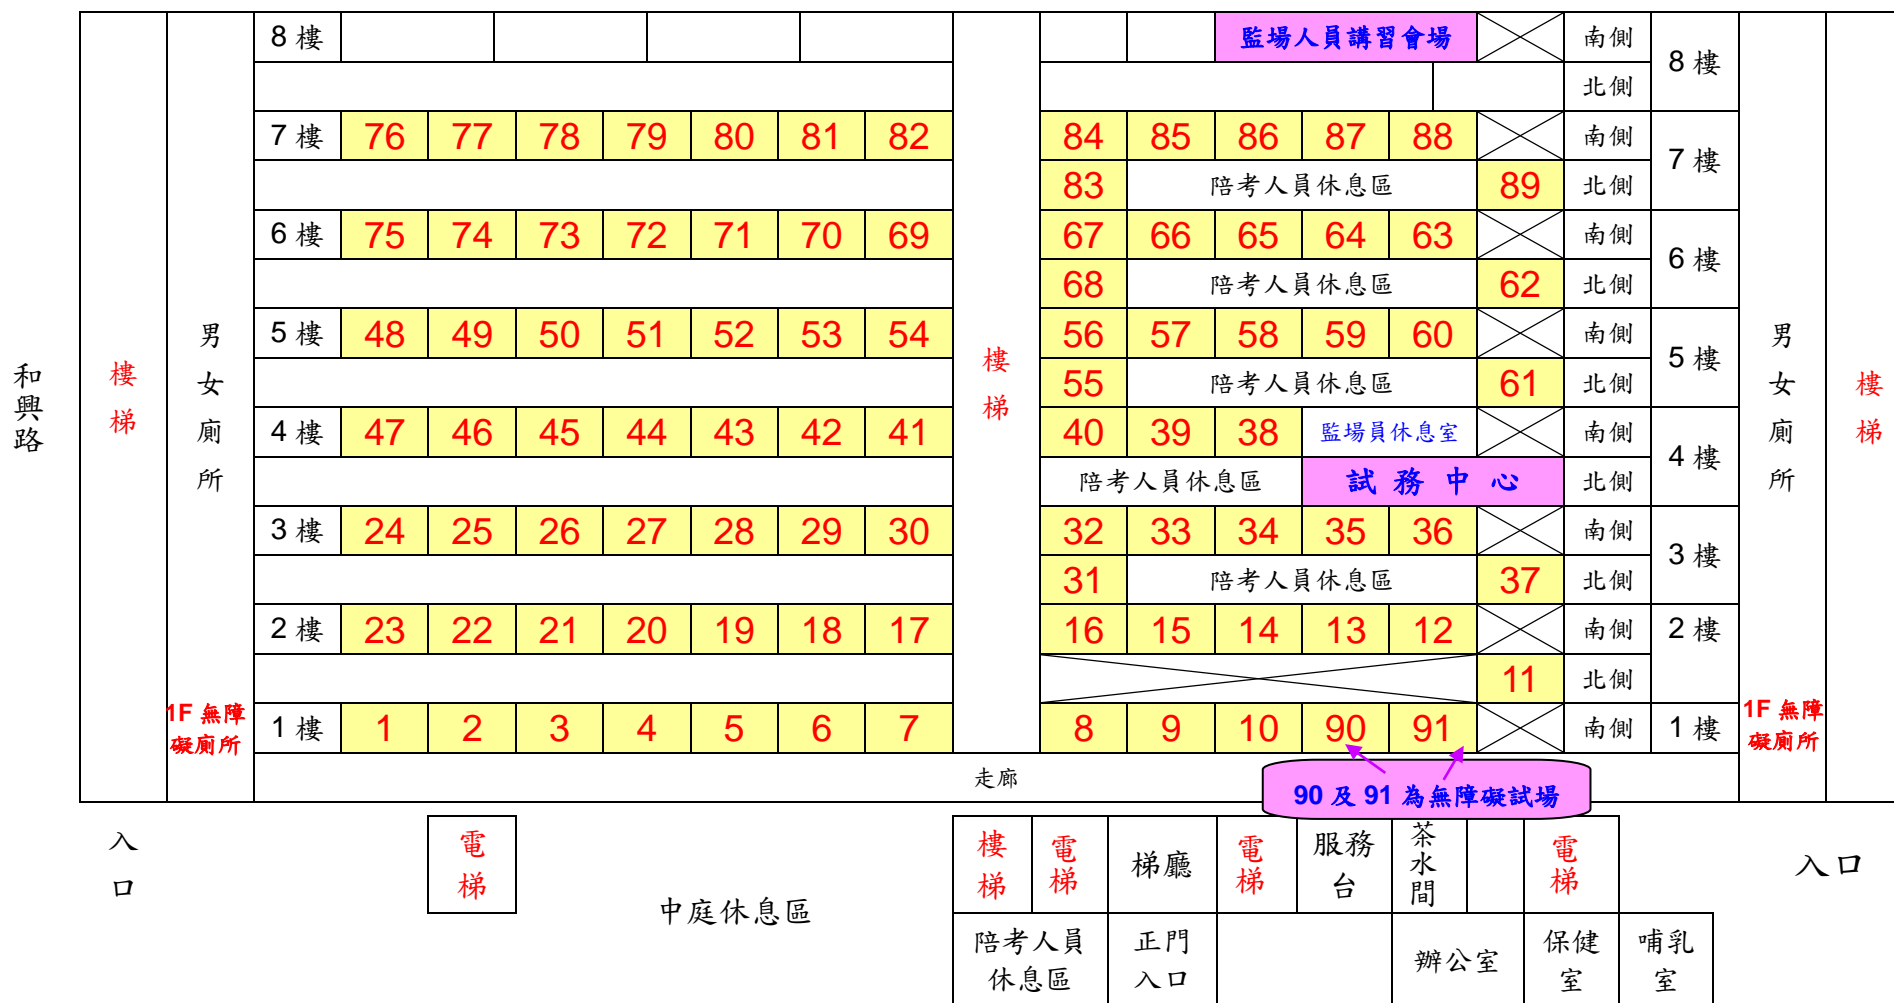 8 樓 監場人員講習會場 南側 8 樓
北側
7 樓 76 77 78 79 80 81 82 84 85 86 87 88 南側 7 樓
83 陪考人員休息區 89 北側
6 樓 75 74 73 72 71 70 69 67 66 65 64 63 南側 6 樓
68 陪考人員休息區 62 北側
5 樓 48 49 50 51 52 53 54 56 57 58 59 60 南側 5 樓
55 陪考人員休息區 61 北側
4 樓 47 46 45 44 43 42 41 40 39 38 監場員休息室 南側 4 樓
陪考人員休息區 試務中心 北側
3 樓 24 25 26 27 28 29 30 32 33 34 35 36 南側 3 樓
31 陪考人員休息區 37 北側
2 樓 23 22 21 20 19 18 17 16 15 14 13 12 南側 2 樓
11 北側
1 樓 1 2 3 4 5 6 7 8 9 10 90 91 南側 1 樓
和興路
樓梯
男女廁所
1F 無障
礙廁所
樓梯
男女廁所
1F 無障
礙廁所
樓梯
走廊
90 及 91 為無障礙試場
入口
電梯
中庭休息區
樓梯
電梯
梯廳
電梯
服務
台
茶水間
電梯
入口
陪考人員
休息區
正門
入口
辦公室
保健
室
哺乳
室